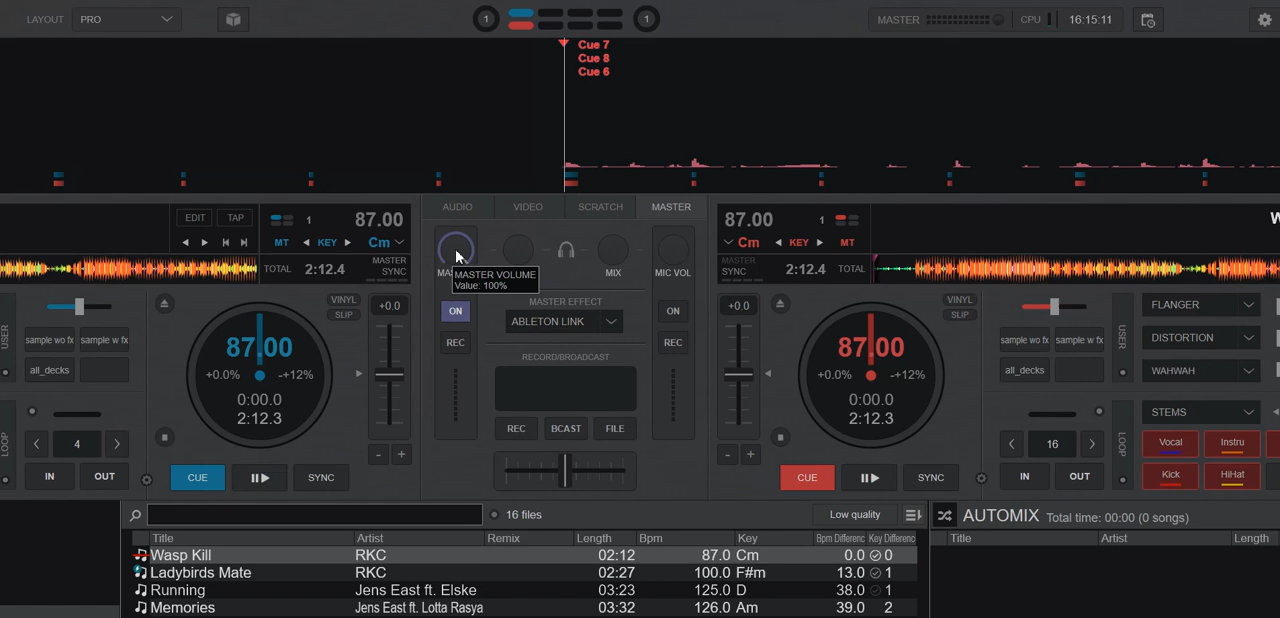 LAYOUT PRO 1 1 MASTER CPU 16:15:11
Cue 7
Cue 8
Cue 6
EDIT TAP 1 87.00
MT KEY Cm
TOTAL 2:12.4 MASTER SYNC
AUDIO VIDEO SCRATCH MASTER
MIX MIC VOL
MASTER VOLUME
Value: 100%
ON MASTER EFFECT ON
ABLETON LINK
REC REC
RECORD/BROADCAST
REC BCAST FILE
87.00 1
Cm KEY MT
MASTER SYNC 2:12.4 TOTAL
USER
sample wo fx sample w fx
all_decks
LOOP
4
IN OUT
VINYL
SLIP
87.00
+0.0% -+12%
0:00.0
2:12.3
CUE SYNC
+0.0
- +
+0.0
- +
VINYL
SLIP
87.00
+0.0% -+12%
0:00.0
2:12.3
CUE SYNC
sample wo fx sample w fx
all_decks
USER
16
IN OUT
LOOP
FLANGER
DISTORTION
WAHWAH
STEMS
Vocal Instru
Kick HiHat
16 files Low quality
Title Artist Remix Length Bpm Key Bpm Differenc Key Differenc
Wasp Kill RKC 02:12 87.0 Cm 0.0 0
Ladybirds Mate RKC 02:27 100.0 F#m 13.0 1
Running Jens East ft. Elske 03:23 125.0 D 38.0 1
Memories Jens East ft. Lotta Rasya 03:32 126.0 Am 39.0 2
AUTOMIX Total time: 00:00 (0 songs)
Title Artist Length